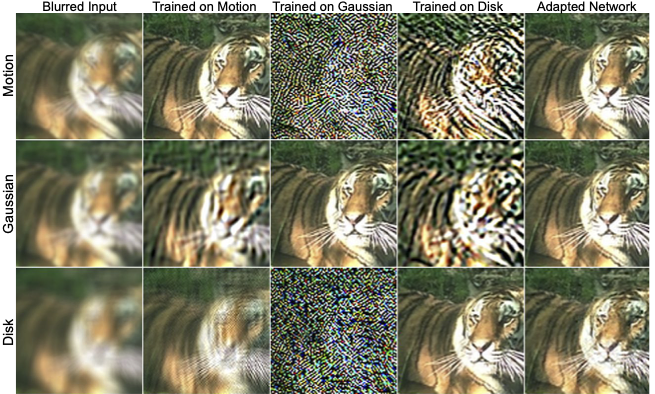 Blurred Input
Trained on Motion
Trained on Gaussian
Trained on Disk
Adapted Network
Motion
Gaussian
Disk